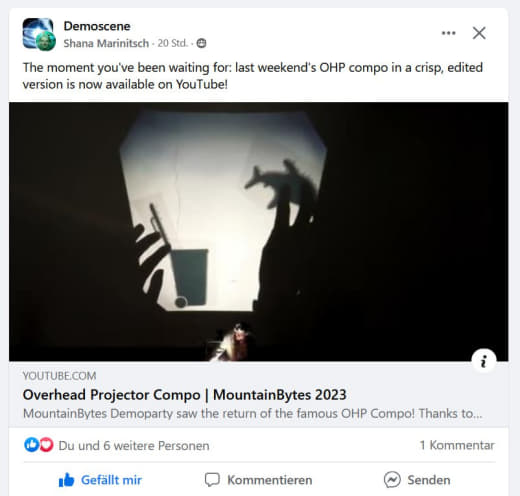 Demoscene
Shana Marinitsch · 20 Std. ·
The moment you've been waiting for: last weekend's OHP compo in a crisp, edited
version is now available on YouTube!
YOUTUBE.COM
Overhead Projector Compo | MountainBytes 2023
MountainBytes Demoparty saw the return of the famous OHP Compo! Thanks to...
Du und 6 weitere Personen
1 Kommentar
Gefällt mir
Kommentieren
Senden